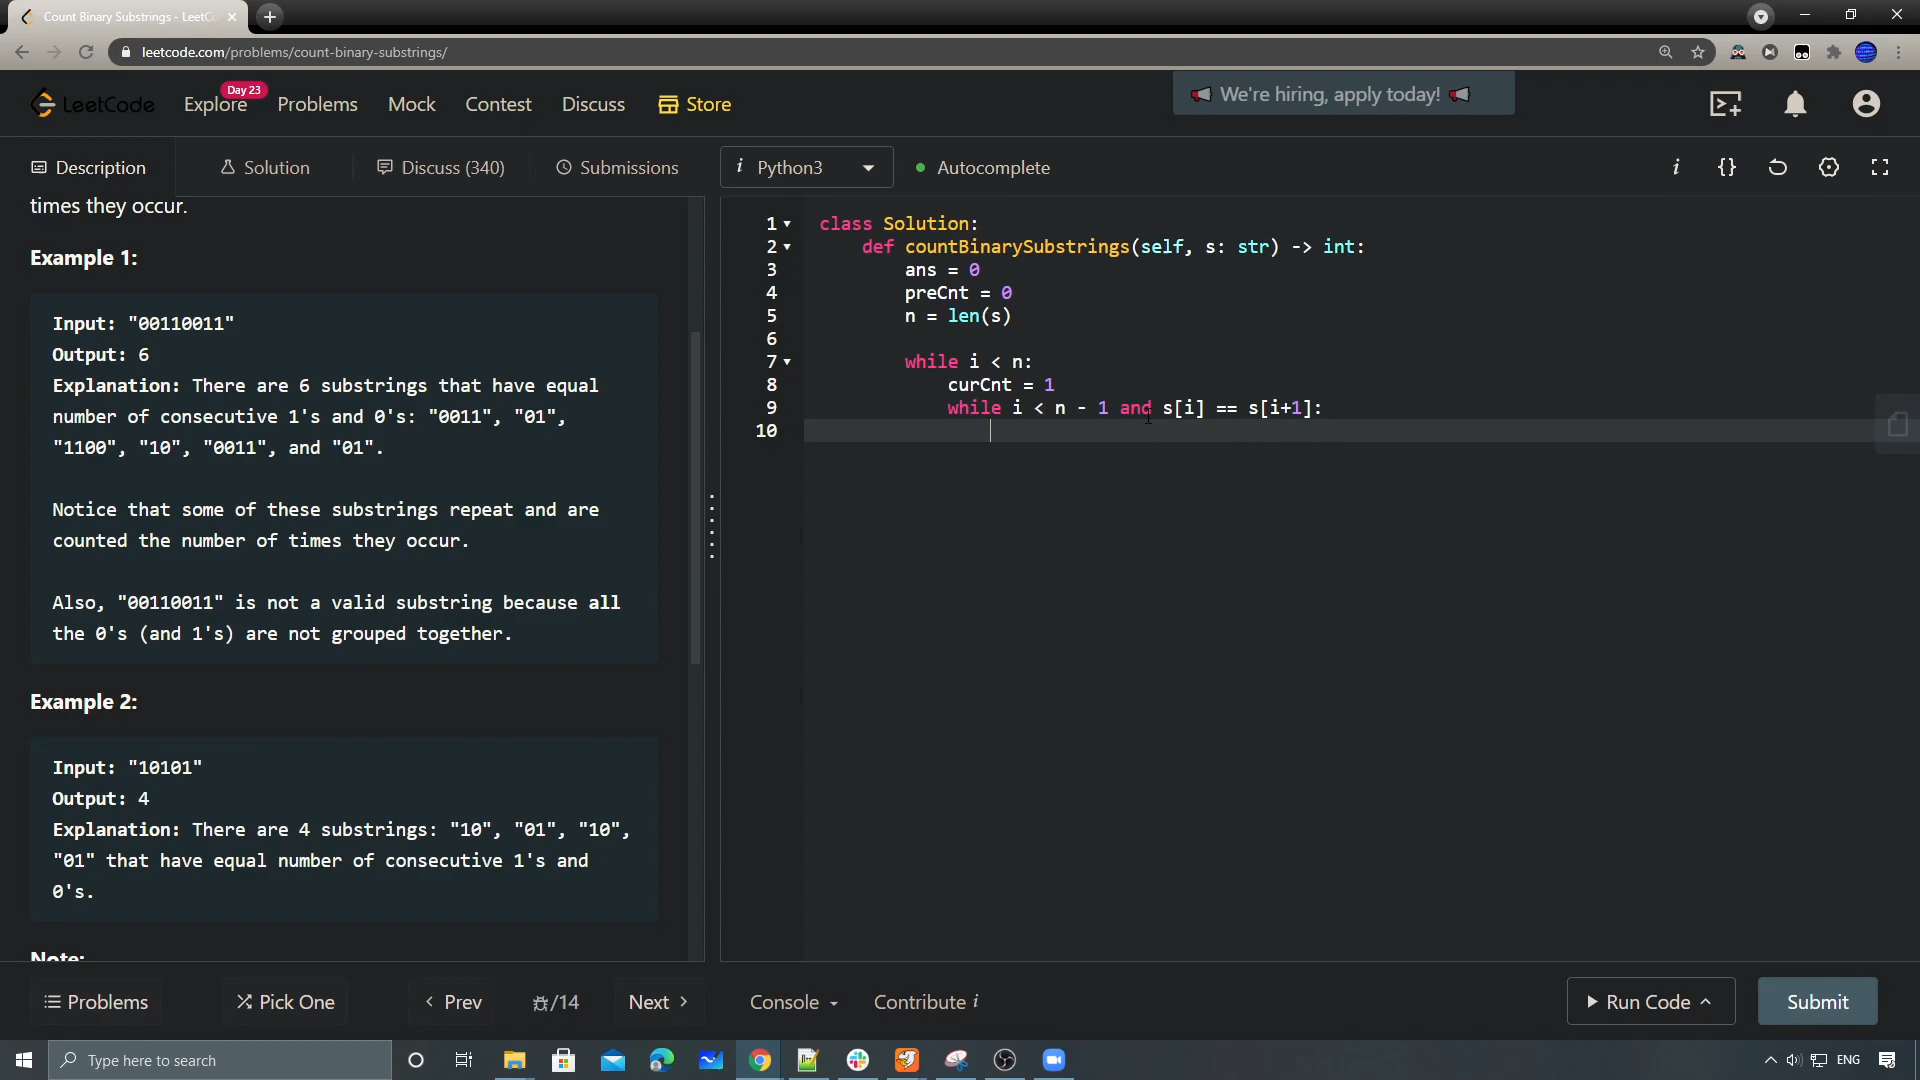 Count Binary Substrings - LeetC
leetcode.com/problems/count-binary-substrings/
LeetCode
Explore
Day 23
Problems
Mock
Contest
Discuss
Store
We're hiring, apply today!
Description
Solution
Discuss (340)
Submissions
i Python3
Autocomplete
times they occur.
Example 1:
Input: "00110011"
Output: 6
Explanation: There are 6 substrings that have equal
number of consecutive 1's and 0's: "0011", "01",
"1100", "10", "0011", and "01".
Notice that some of these substrings repeat and are
counted the number of times they occur.
Also, "00110011" is not a valid substring because all
the 0's (and 1's) are not grouped together.
Example 2:
Input: "10101"
Output: 4
Explanation: There are 4 substrings: "10", "01", "10",
"01" that have equal number of consecutive 1's and
0's.
Note:
1 class Solution:
2 def countBinarySubstrings(self, s: str) -> int:
3 ans = 0
4 preCnt = 0
5 n = len(s)
6
7 while i < n:
8 curCnt = 1
9 while i < n - 1 and s[i] == s[i+1]:
10
Problems
Pick One
Prev
/14
Next
Console
Contribute i
Run Code
Submit
Type here to search
ENG